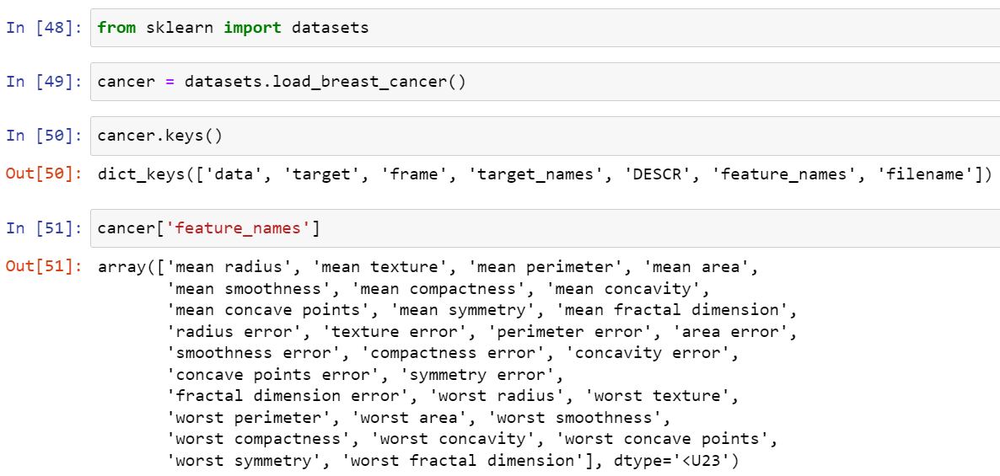 In [48]: from sklearn import datasets
In [49]: cancer = datasets.load_breast_cancer()
In [50]: cancer.keys()
Out[50]: dict_keys(['data', 'target', 'frame', 'target_names', 'DESCR', 'feature_names', 'filename'])
In [51]: cancer['feature_names']
Out[51]: array(['mean radius', 'mean texture', 'mean perimeter', 'mean area',
'mean smoothness', 'mean compactness', 'mean concavity',
'mean concave points', 'mean symmetry', 'mean fractal dimension',
'radius error', 'texture error', 'perimeter error', 'area error',
'smoothness error', 'compactness error', 'concavity error',
'concave points error', 'symmetry error',
'fractal dimension error', 'worst radius', 'worst texture',
'worst perimeter', 'worst area', 'worst smoothness',
'worst compactness', 'worst concavity', 'worst concave points',
'worst symmetry', 'worst fractal dimension'], dtype='<U23')